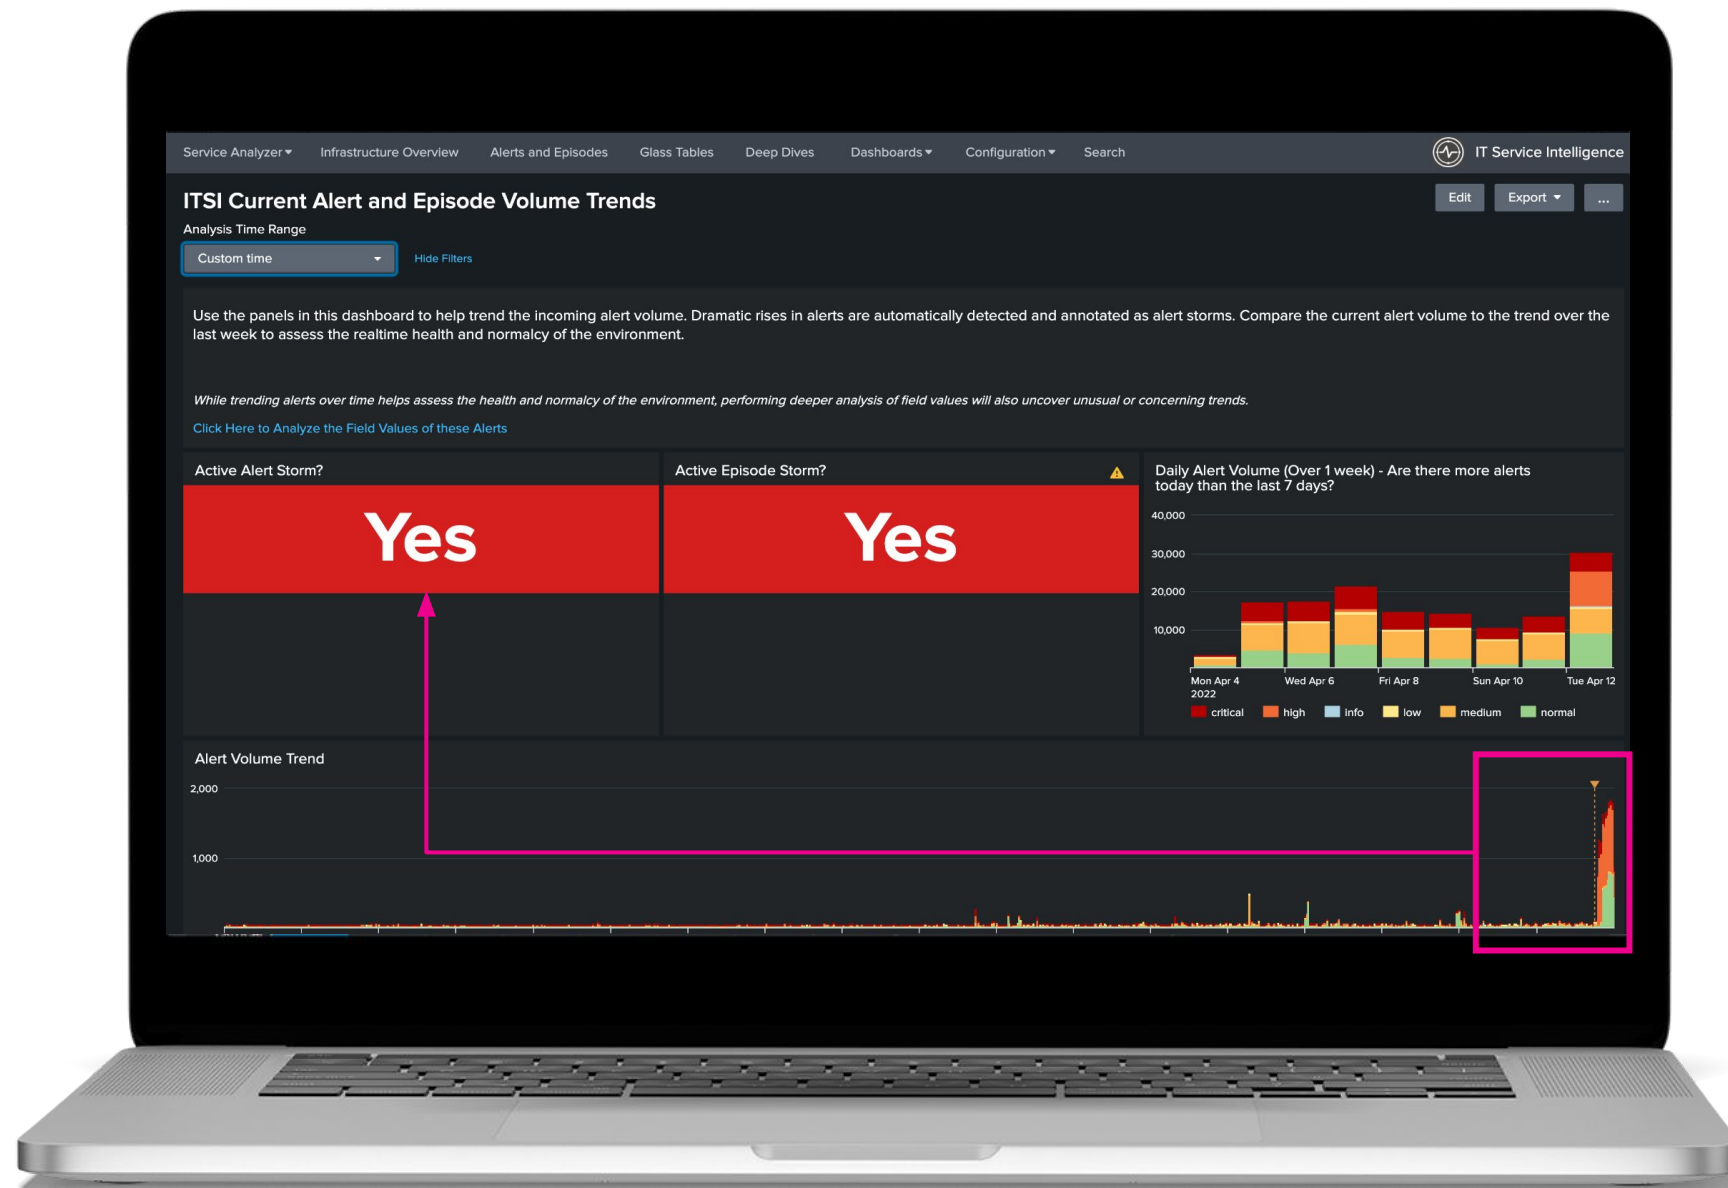 Service Analyzer Infrastructure Overview Alerts and Episodes Glass Tables Deep Dives Dashboards Configuration Search IT Service Intelligence
ITSI Current Alert and Episode Volume Trends
Edit Export ...
Analysis Time Range
Custom time Hide Filters
Use the panels in this dashboard to help trend the incoming alert volume. Dramatic rises in alerts are automatically detected and annotated as alert storms. Compare the current alert volume to the trend over the
last week to assess the realtime health and normalcy of the environment.
While trending alerts over time helps assess the health and normalcy of the environment, performing deeper analysis of field values will also uncover unusual or concerning trends.
Click Here to Analyze the Field Values of these Alerts
Active Alert Storm?
Yes
Active Episode Storm?
Yes
Daily Alert Volume (Over 1 week) - Are there more alerts
today than the last 7 days?
40,000
30,000
20,000
10,000
Mon Apr 4 Wed Apr 6 Fri Apr 8 Sun Apr 10 Tue Apr 12
2022
critical high info low medium normal
Alert Volume Trend
2,000
1,000